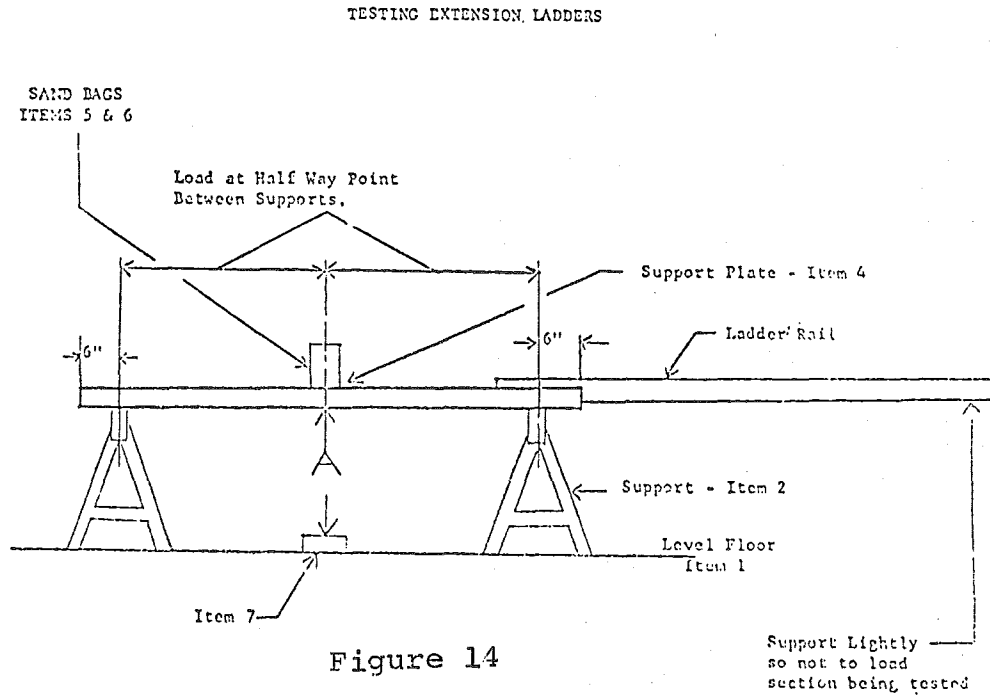 TESTING EXTENSION LADDERS
SAND BAGS
ITEMS 5 & 6
Load at Half Way Point
Between Supports.
Support Plate - Item 4
6"
6"
Ladder Rail
A
Support - Item 2
Level Floor
Item 1
Item 7
Figure 14
Support Lightly
so not to load
section being tested